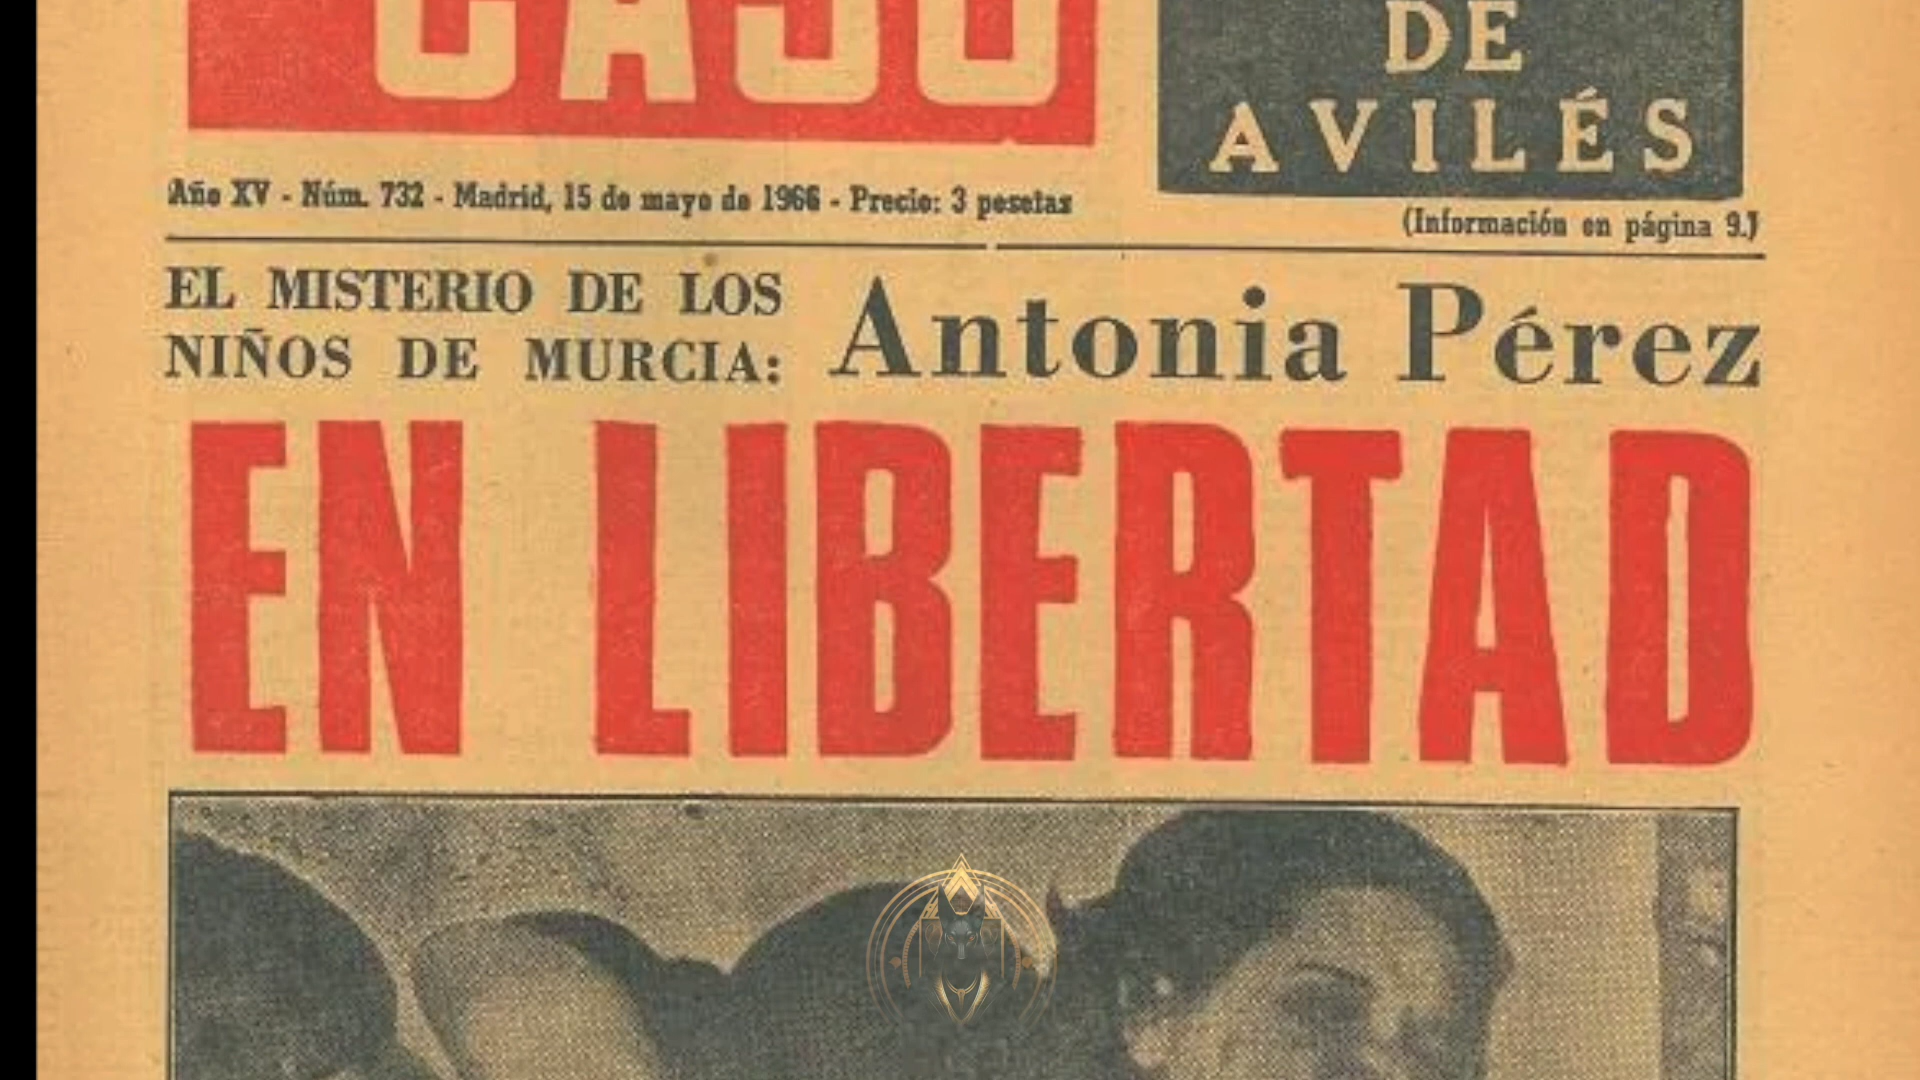 CASO
DE
AVILÉS
Año XV - Núm. 732 - Madrid, 15 de mayo de 1966 - Precio: 3 pesetas
(Información en página 9.)
EL MISTERIO DE LOS
NIÑOS DE MURCIA:
Antonia Pérez
EN LIBERTAD